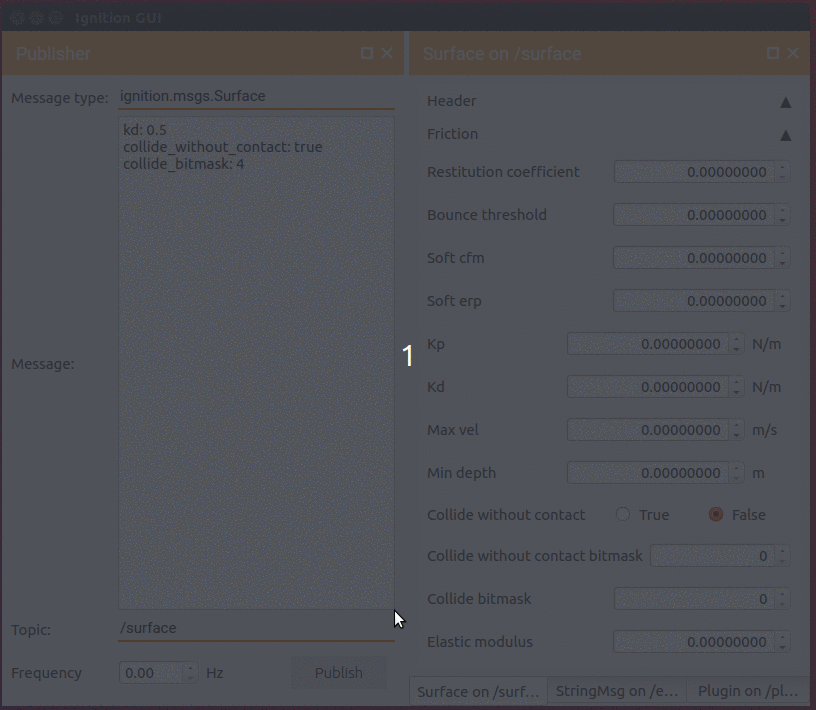 Ignition GUI
Publisher
Message type: ignition.msgs.Surface
kd: 0.5
collide_without_contact: true
collide_bitmask: 4
Message:
Topic: /surface
Frequency 0.00 Hz Publish
Surface on /surface
Header
Friction
Restitution coefficient 0.00000000
Bounce threshold 0.00000000
Soft cfm 0.00000000
Soft erp 0.00000000
1
Kp 0.00000000 N/m
Kd 0.00000000 N/m
Max vel 0.00000000 m/s
Min depth 0.00000000 m
Collide without contact True False
Collide without contact bitmask 0
Collide bitmask 0
Elastic modulus 0.00000000
Surface on /surf... StringMsg on /e... Plugin on /pl...